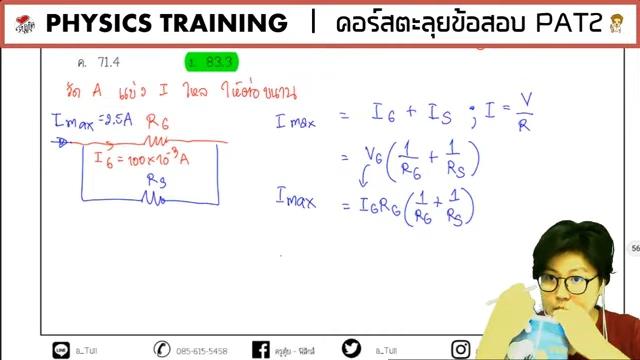 PHYSICS TRAINING คอร์สตะลุยข้อสอบ PAT2
ค. 71.4 ง. 83.3
วัด A แบ่ง I ไหล ให้ต่อขนาน
Imax = 2.5A RG
IG = 100×10⁻³A
RS
Imax = IG + IS ; I = V/R
= VG(1/RG + 1/RS)
Imax = IGRG(1/RG + 1/RS)
56
a_Tull 085-615-5458 ครูตุ้ย - ฟิสิกส์ a_Tull